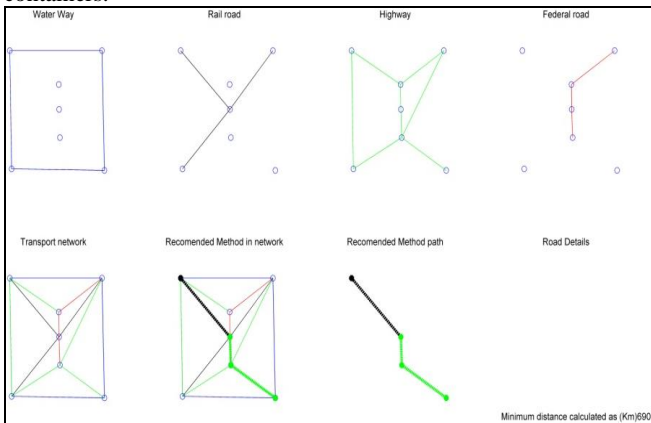 containers.
Water Way
Rail road
Highway
Federal road
Transport network
Recomended Method in network
Recomended Method path
Road Details
Minimum distance calculated as (Km)690